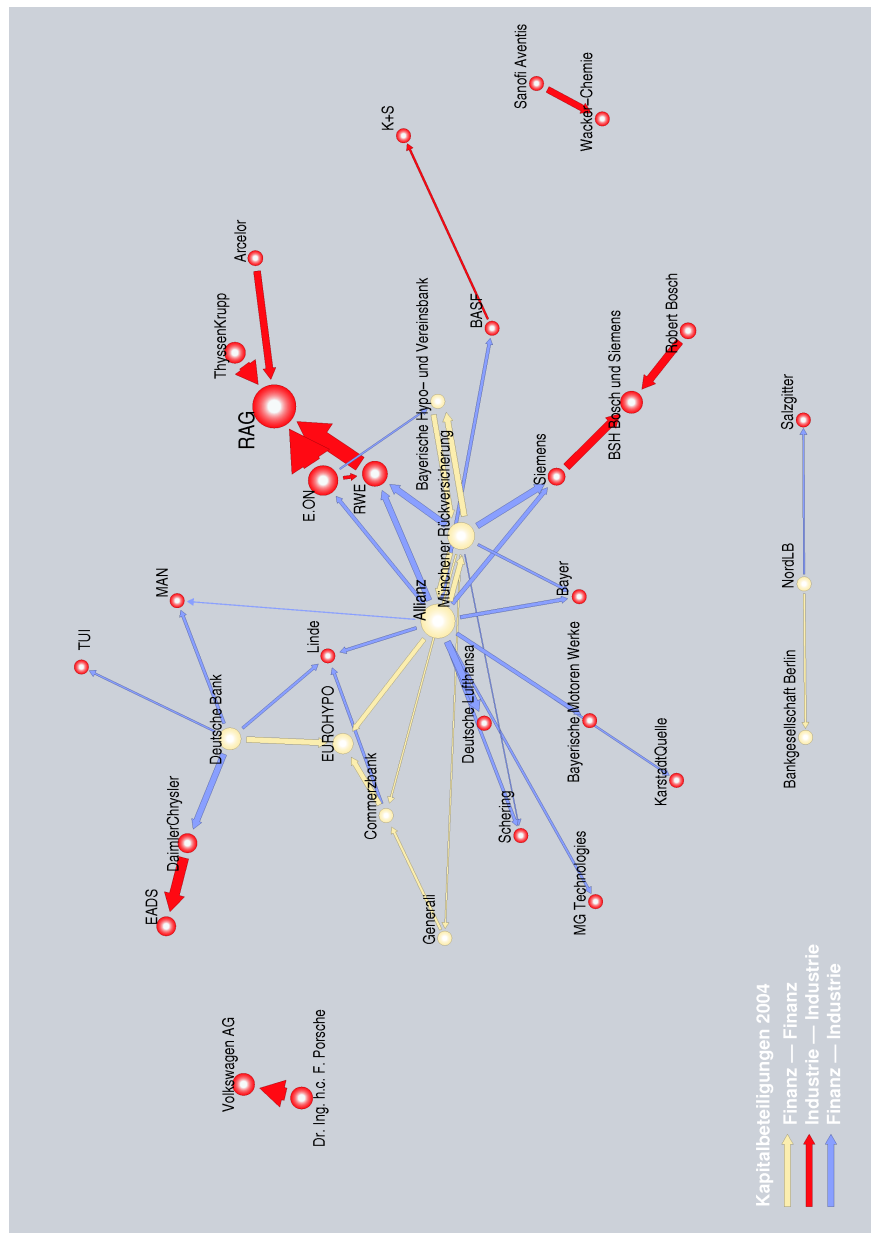 Sanofi Aventis
Wacker–Chemie
K+S
Arcelor
ThyssenKrupp
RAG
E.ON
RWE
Bayerische Hypo– und Vereinsbank
BASF
Robert Bosch
BSH Bosch und Siemens
Siemens
Salzgitter
Münchener Rückversicherung
Allianz
MAN
TUI
Linde
Bayer
NordLB
Deutsche Bank
EUROHYPO
Deutsche Lufthansa
Bayerische Motoren Werke
Bankgesellschaft Berlin
Commerzbank
DaimlerChrysler
EADS
Schering
KarstadtQuelle
Generali
MG Technologies
Volkswagen AG
Dr. Ing. h.c. F. Porsche
Kapitalbeteiligungen 2004
Finanz — Finanz
Industrie — Industrie
Finanz — Industrie